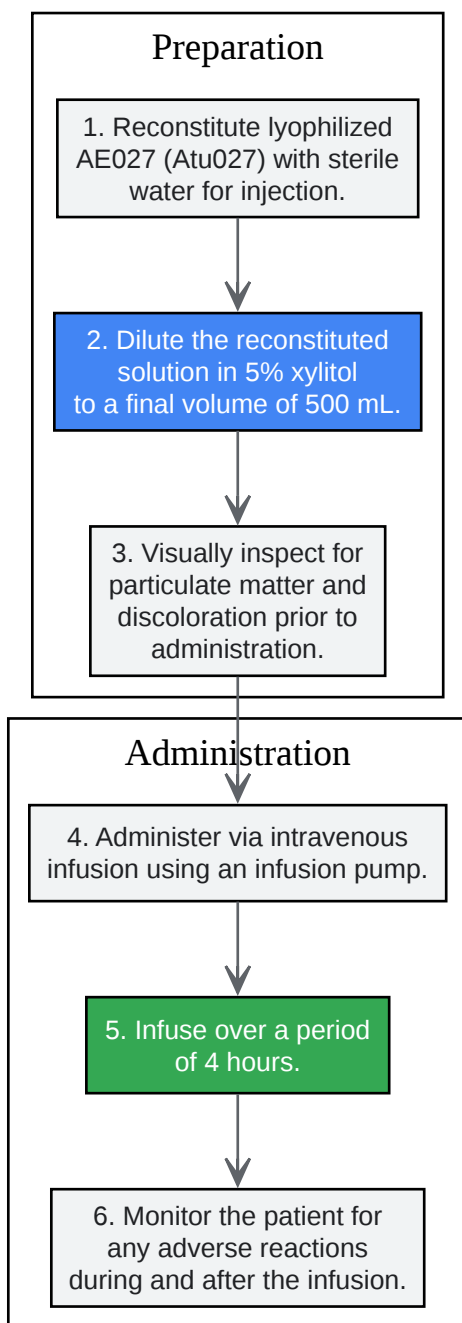 Preparation
1. Reconstitute lyophilized
AE027 (Atu027) with sterile
water for injection.
2. Dilute the reconstituted
solution in 5% xylitol
to a final volume of 500 mL.
3. Visually inspect for
particulate matter and
discoloration prior to
administration.
Administration
4. Administer via intravenous
infusion using an infusion pump.
5. Infuse over a period
of 4 hours.
6. Monitor the patient for
any adverse reactions
during and after the infusion.